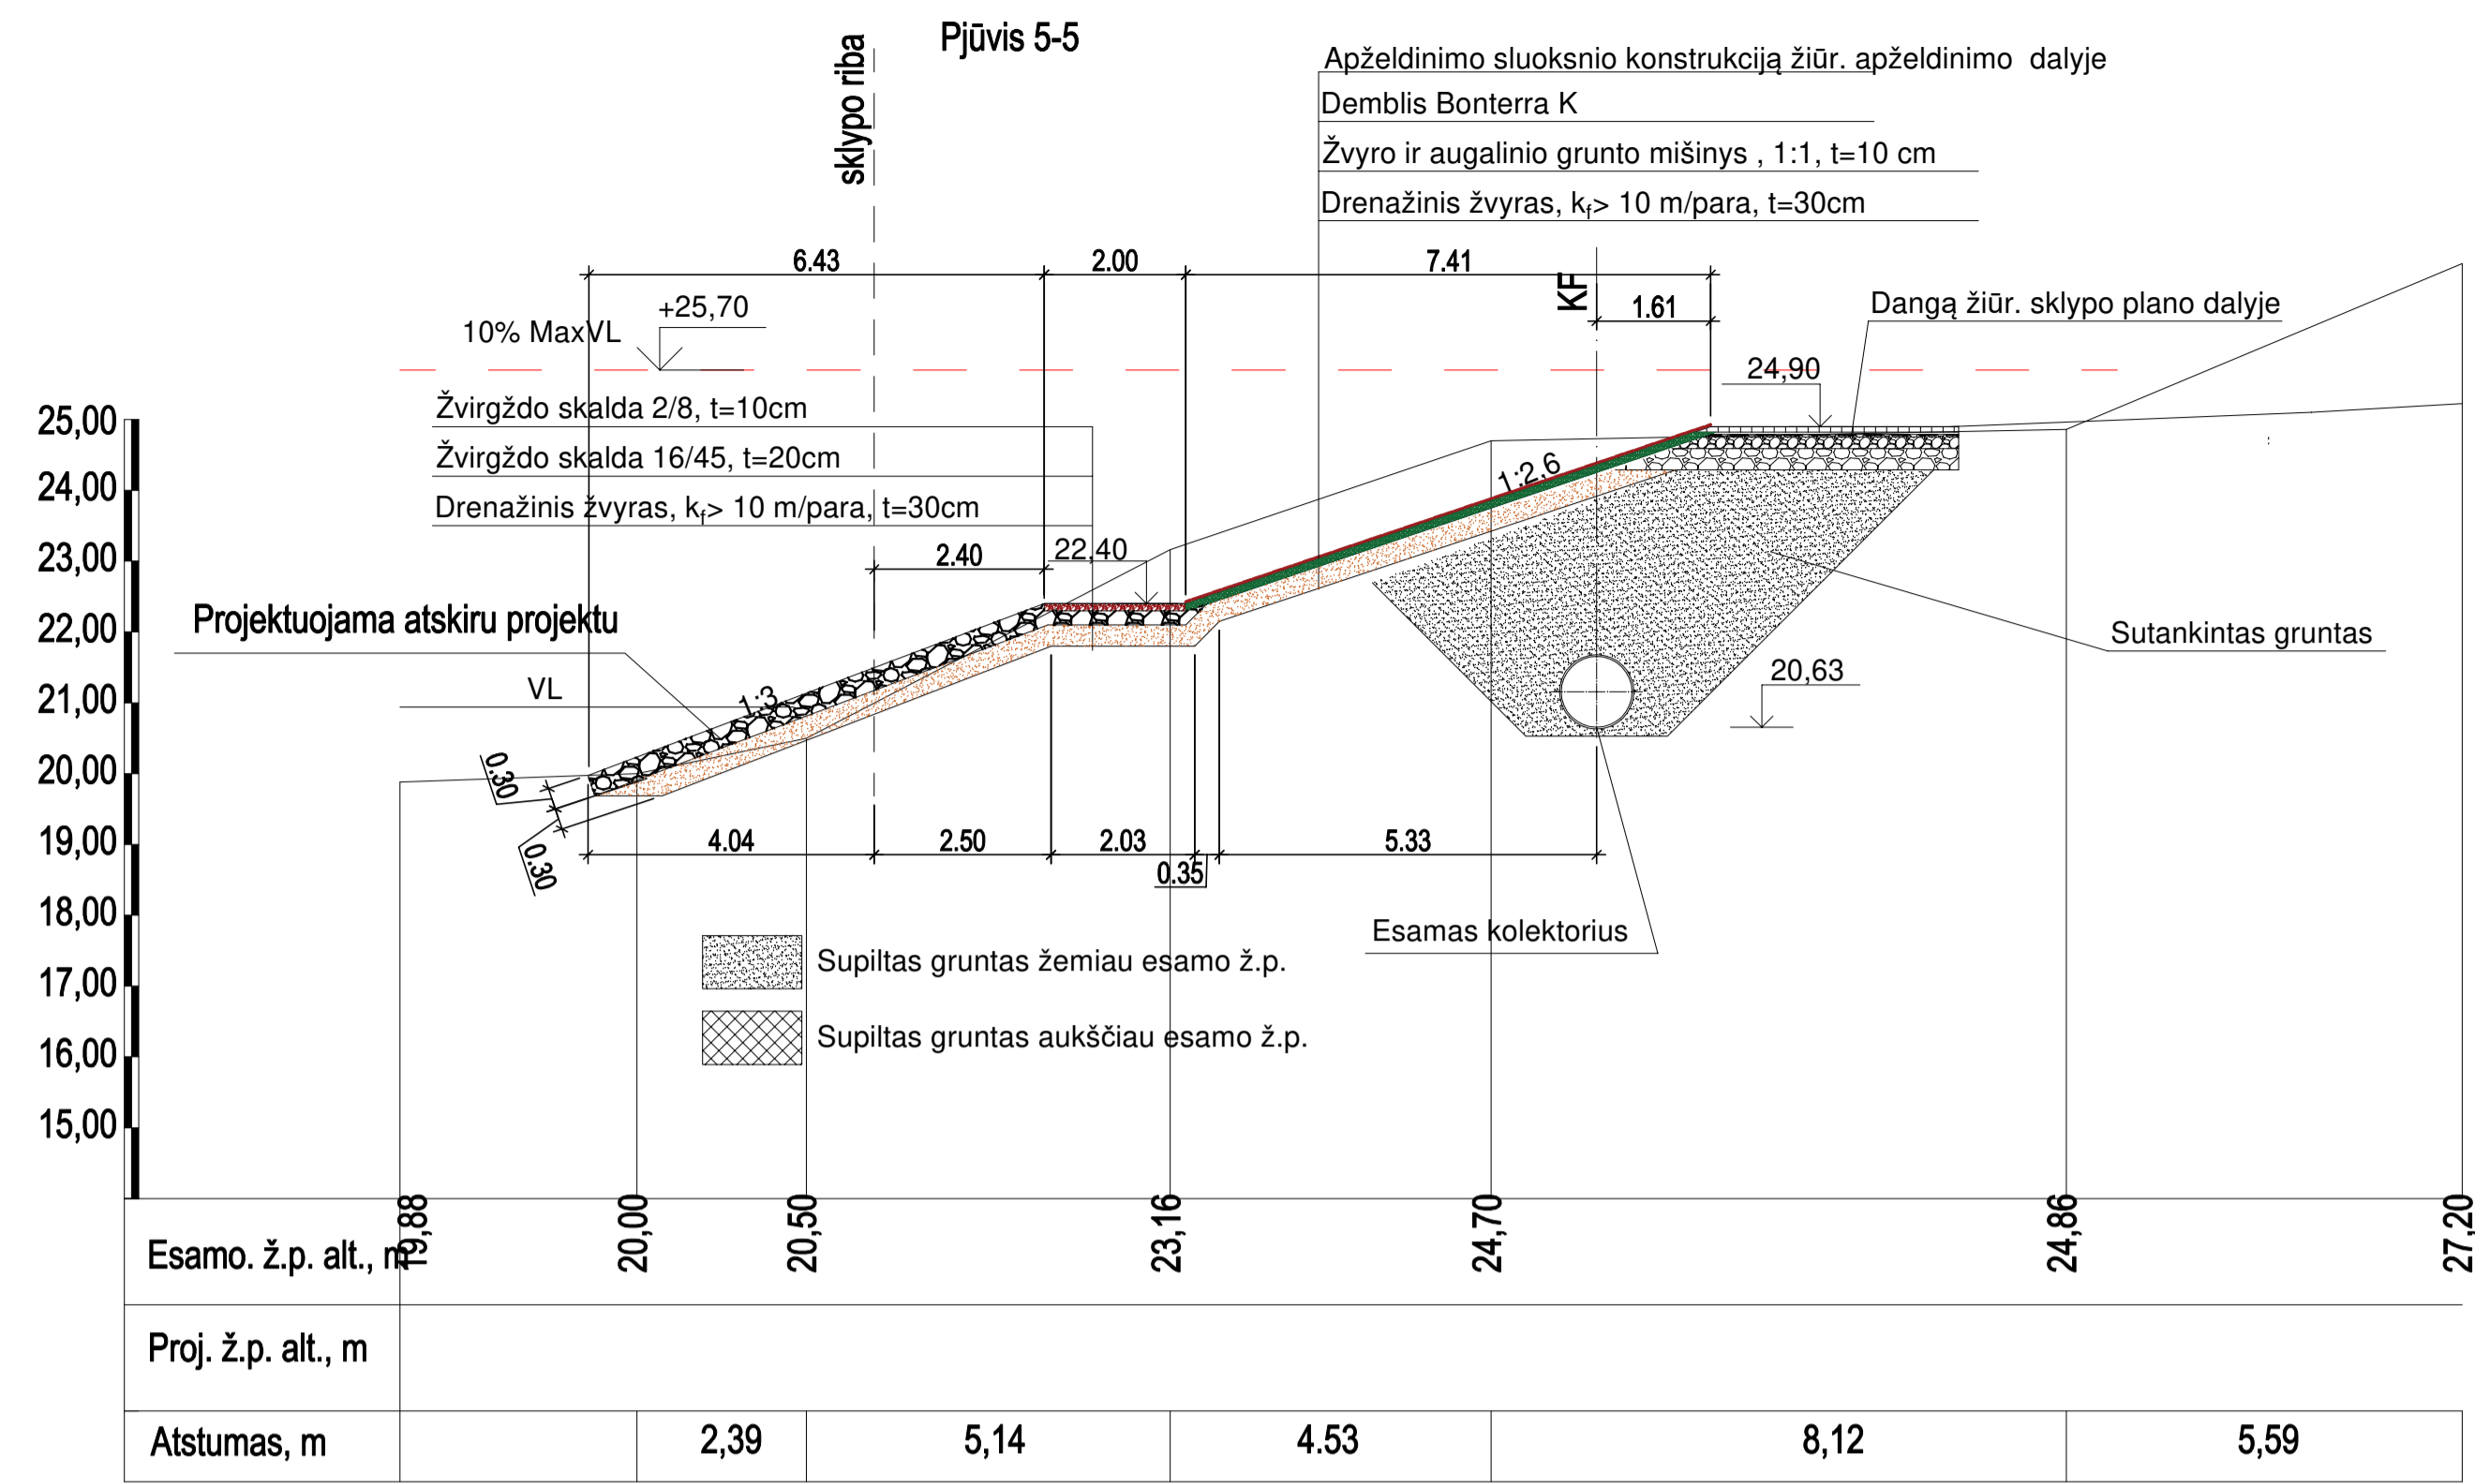 Pjūvis 5-5
sklypo riba
Apželdinimo sluoksnio konstrukciją žiūr. apželdinimo dalyje
Demblis Bonterra K
Žvyro ir augalinio grunto mišinys , 1:1, t=10 cm
Drenažinis žvyras, kf> 10 m/para, t=30cm
6.43
2.00
7.41
KF
1.61
+25,70
10% MaxVL
Dangą žiūr. sklypo plano dalyje
24,90
Žvirgždo skalda 2/8, t=10cm
Žvirgždo skalda 16/45, t=20cm
Drenažinis žvyras, kf> 10 m/para, t=30cm
1:2,6
2.40
22,40
Projektuojama atskiru projektu
Sutankintas gruntas
VL
1:3
20,63
0.30
0.30
4.04
2.50
2.03
0.35
5.33
Esamas kolektorius
Supiltas gruntas žemiau esamo ž.p.
Supiltas gruntas aukščiau esamo ž.p.
25,00
24,00
23,00
22,00
21,00
20,00
19,00
18,00
17,00
16,00
15,00
Esamo. ž.p. alt., m
19,88
20,00
20,50
23,16
24,70
24,86
27,20
Proj. ž.p. alt., m
Atstumas, m
2,39
5,14
4.53
8,12
5,59